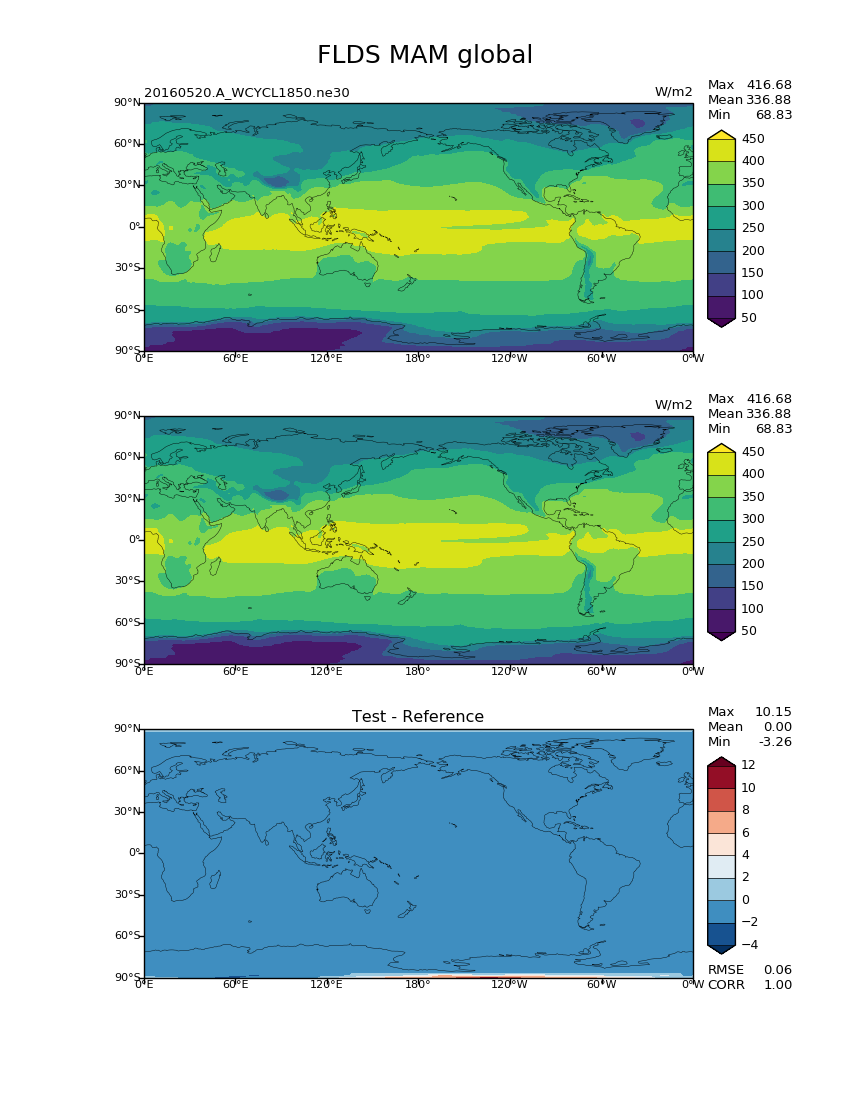 FLDS MAM global
20160520.A_WCYCL1850.ne30
W/m2
Max 416.68
Mean 336.88
Min 68.83
90°N
60°N
30°N
0°
30°S
60°S
90°S
0°E 60°E 120°E 180° 120°W 60°W 0°W
450
400
350
300
250
200
150
100
50
W/m2
Max 416.68
Mean 336.88
Min 68.83
90°N
60°N
30°N
0°
30°S
60°S
90°S
0°E 60°E 120°E 180° 120°W 60°W 0°W
450
400
350
300
250
200
150
100
50
Test - Reference
Max 10.15
Mean 0.00
Min -3.26
90°N
60°N
30°N
0°
30°S
60°S
90°S
0°E 60°E 120°E 180° 120°W 60°W 0°W
12
10
8
6
4
2
0
−2
−4
RMSE 0.06
CORR 1.00